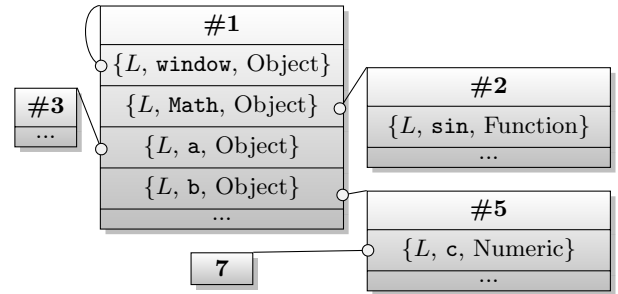 #1
{L, window, Object}
{L, Math, Object}
{L, a, Object}
{L, b, Object}
...
#3
...
#2
{L, sin, Function}
...
#5
{L, c, Numeric}
...
7